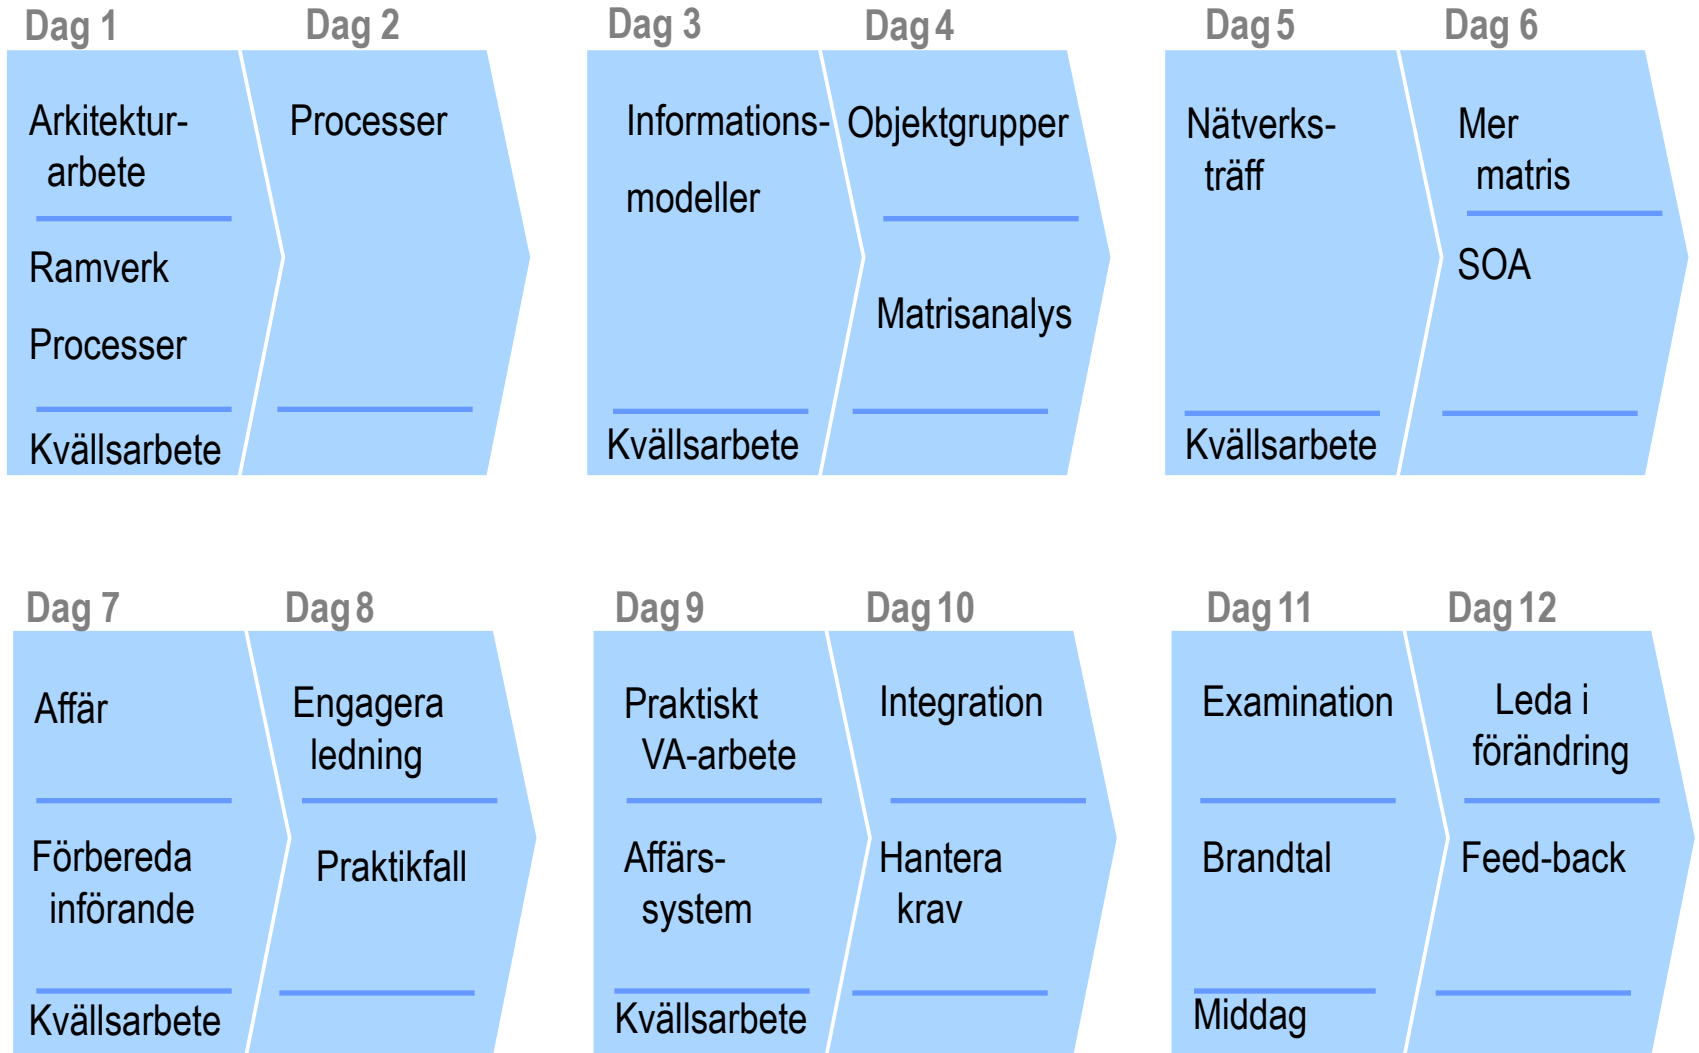 Dag 1
Arkitektur-
arbete
Ramverk
Processer
Kvällsarbete
Dag 2
Processer
Dag 3
Informations-
modeller
Kvällsarbete
Dag 4
Objektgrupper
Matrisanalys
Dag 5
Nätverks-
träff
Kvällsarbete
Dag 6
Mer
matris
SOA
Dag 7
Affär
Förbereda
införande
Kvällsarbete
Dag 8
Engagera
ledning
Praktikfall
Dag 9
Praktiskt
VA-arbete
Affärs-
system
Kvällsarbete
Dag 10
Integration
Hantera
krav
Dag 11
Examination
Brandtal
Middag
Dag 12
Leda i
förändring
Feed-back